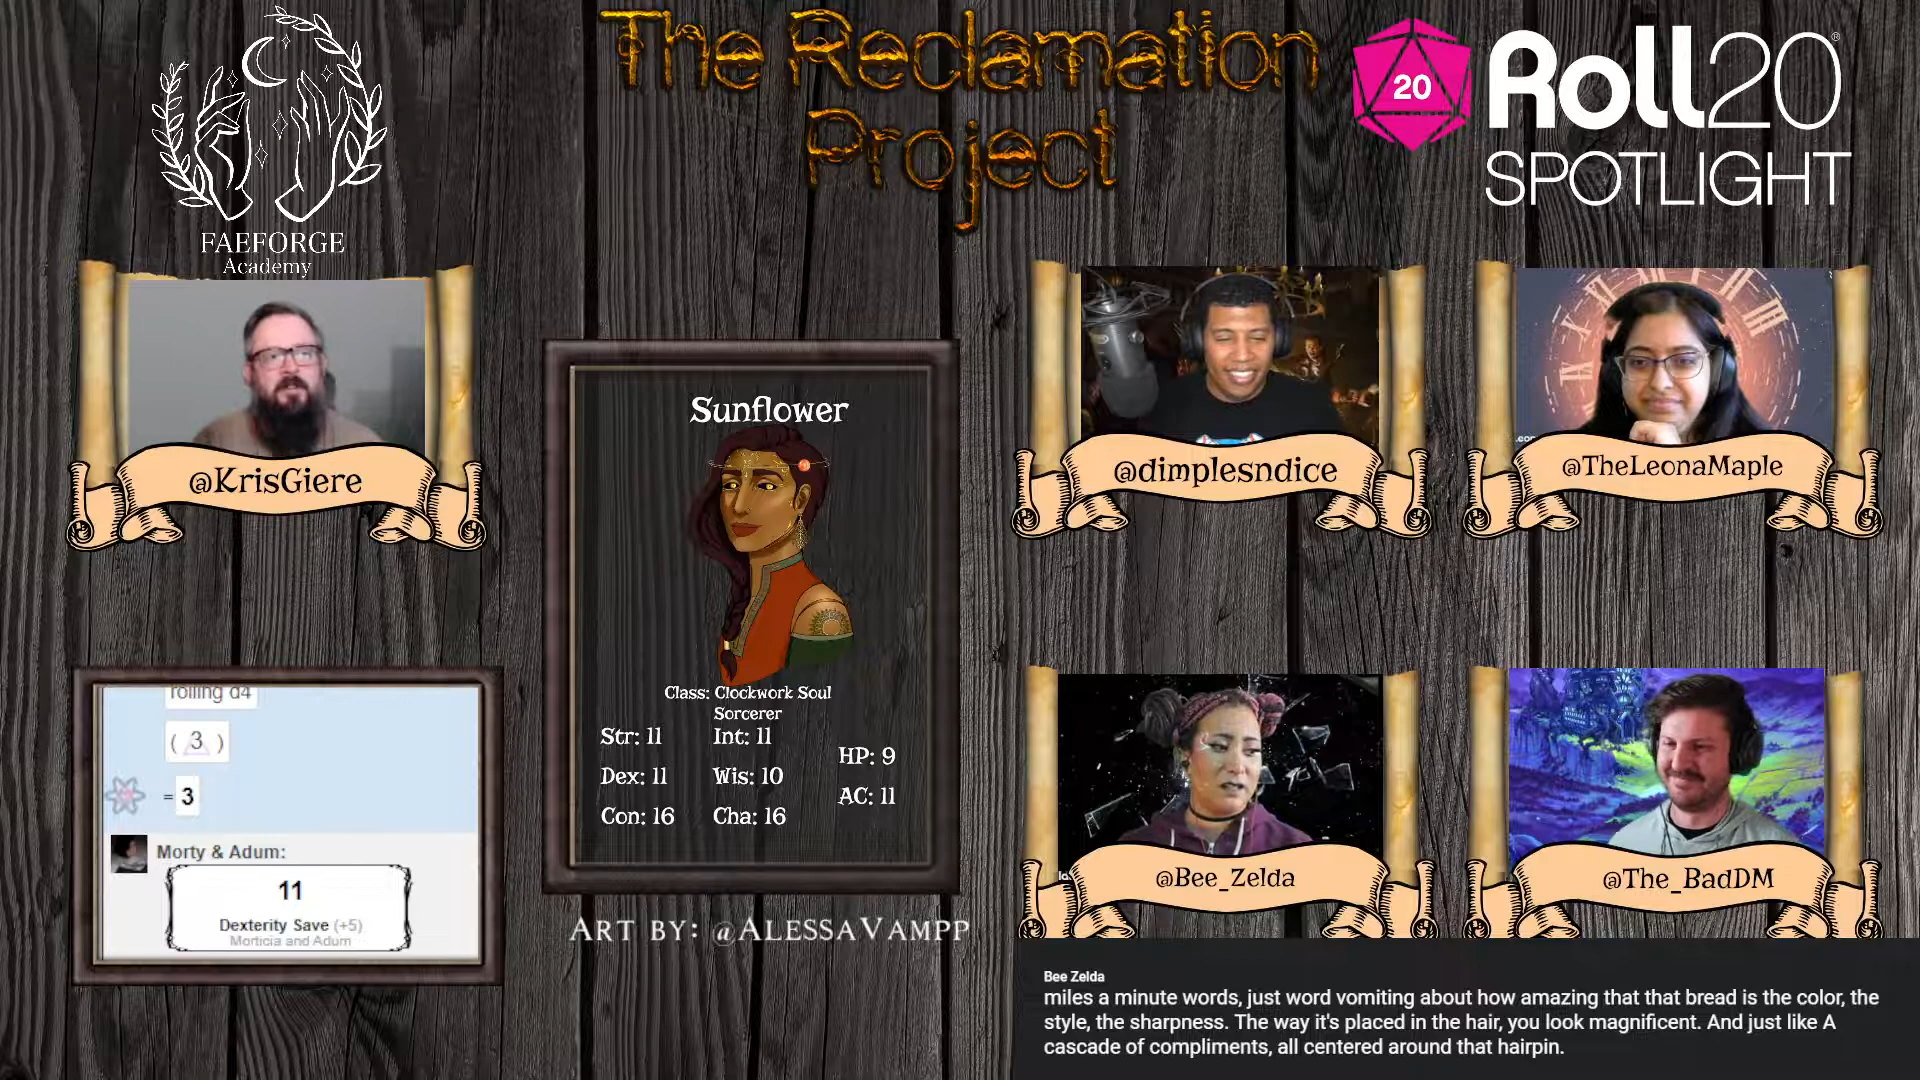 The Reclamation
Project
20
Roll20®
SPOTLIGHT
FAEFORGE
Academy
@KrisGiere
@dimplesndice
@TheLeonaMaple
Sunflower
Class: Clockwork Soul
Sorcerer
Str: 11
Int: 11
HP: 9
Dex: 11
Wis: 10
AC: 11
Con: 16
Cha: 16
rolling d4
( 3 )
= 3
Morty & Adum:
11
Dexterity Save (+5)
Morticia and Adum
@Bee_Zelda
@The_BadDM
ART BY: @ALESSAVAMPP
Bee Zelda
miles a minute words, just word vomiting about how amazing that that bread is the color, the
style, the sharpness. The way it's placed in the hair, you look magnificent. And just like A
cascade of compliments, all centered around that hairpin.